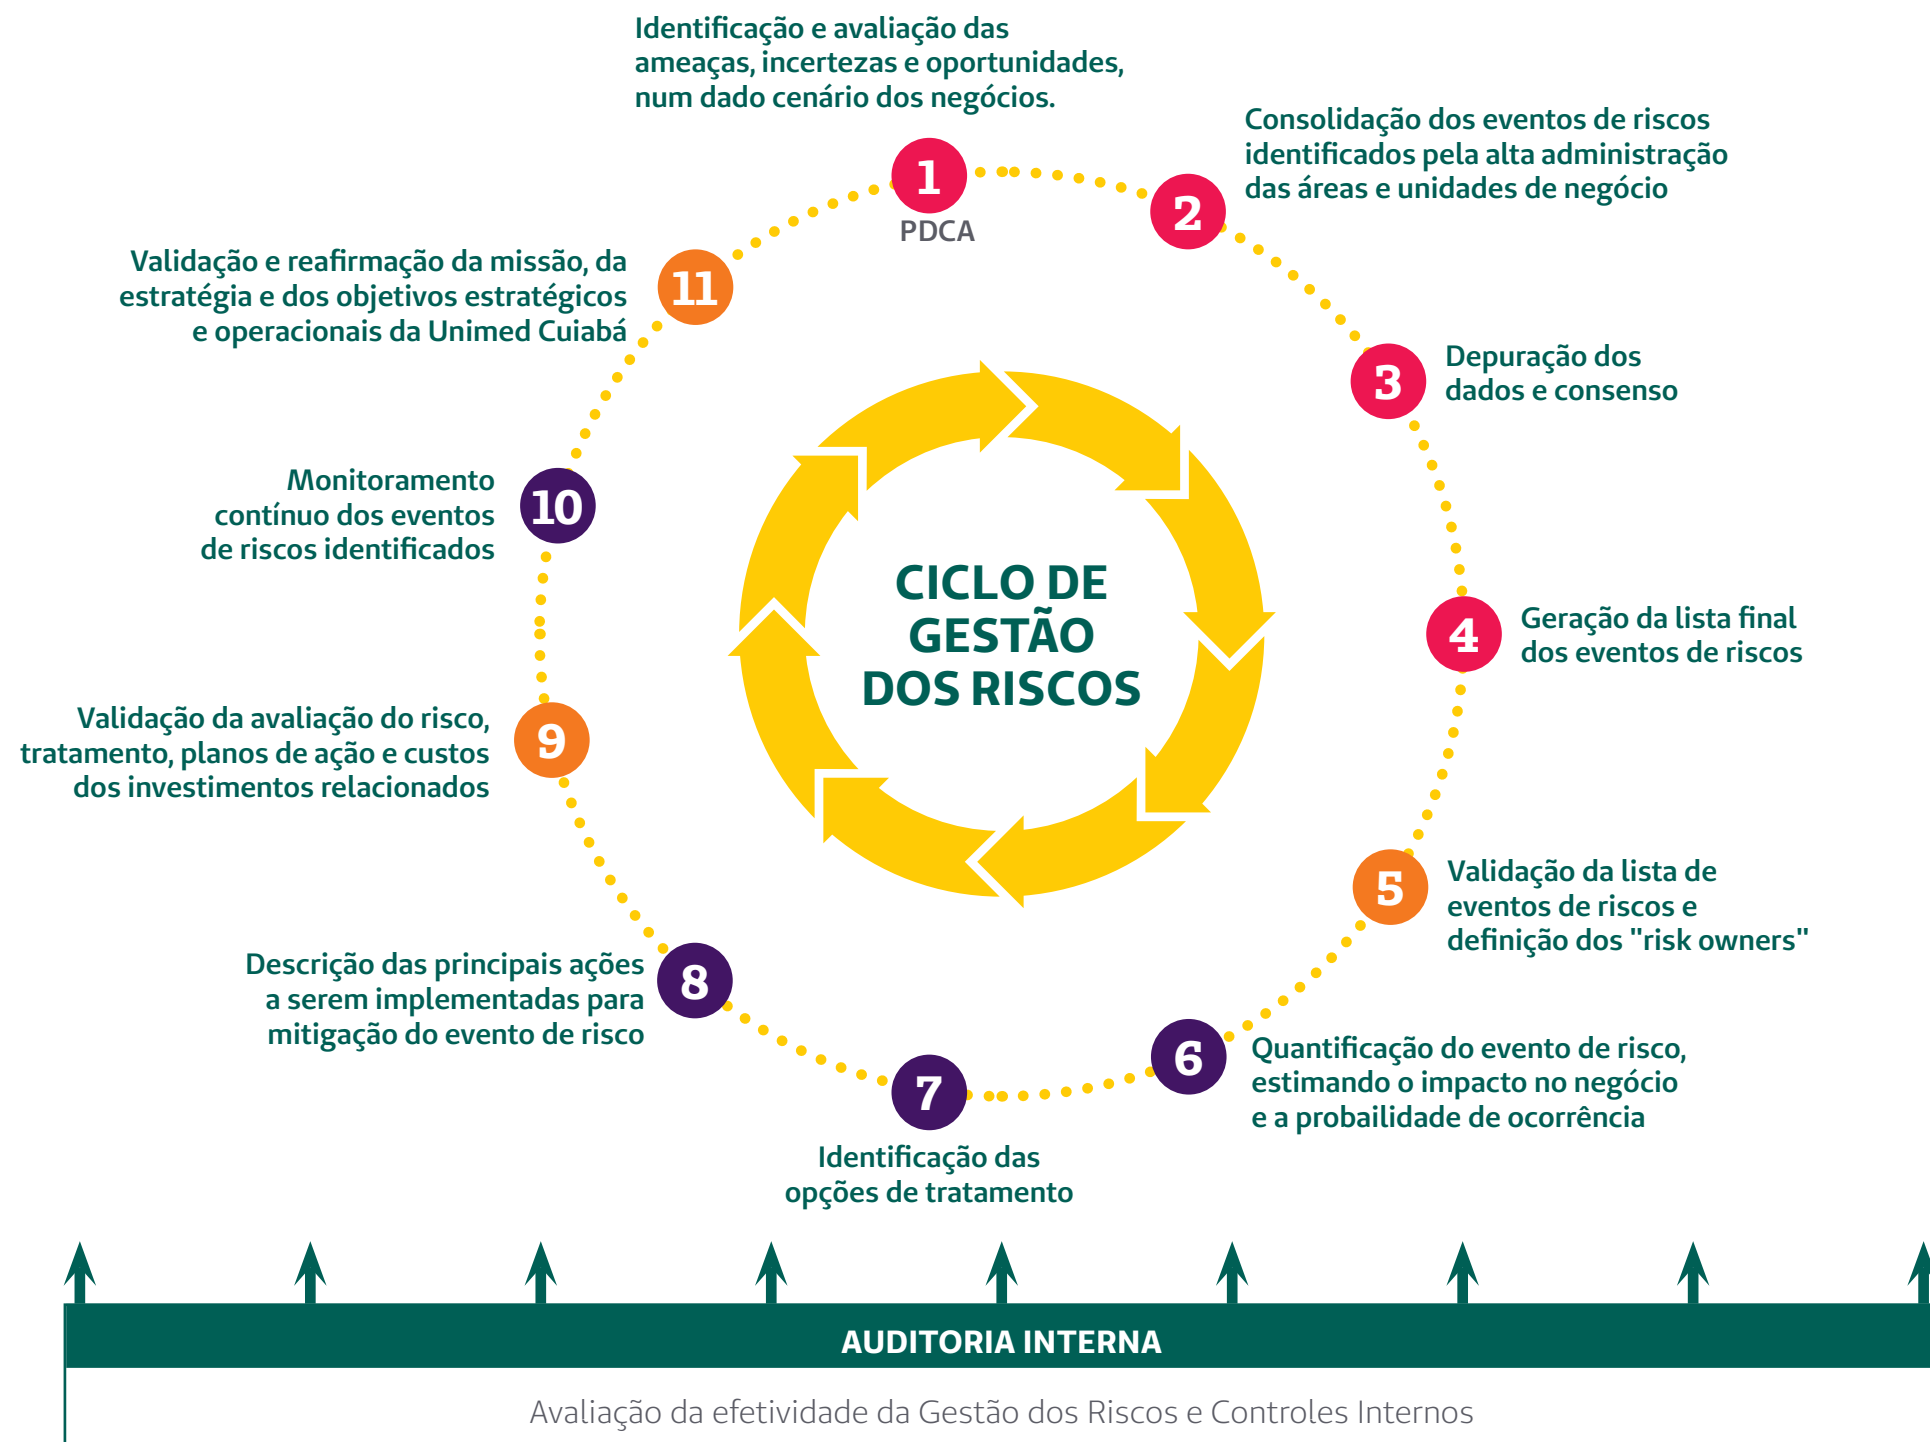 Identificação e avaliação das
ameaças, incertezas e oportunidades,
num dado cenário dos negócios.
1
PDCA
Consolidação dos eventos de riscos
identificados pela alta administração
das áreas e unidades de negócio
2
Depuração dos
dados e consenso
3
Geração da lista final
dos eventos de riscos
4
Validação da lista de
eventos de riscos e
definição dos "risk owners"
5
Quantificação do evento de risco,
estimando o impacto no negócio
e a probailidade de ocorrência
6
7
Identificação das
opções de tratamento
Descrição das principais ações
a serem implementadas para
mitigação do evento de risco
8
Validação da avaliação do risco,
tratamento, planos de ação e custos
dos investimentos relacionados
9
Monitoramento
contínuo dos eventos
de riscos identificados
10
Validação e reafirmação da missão, da
estratégia e dos objetivos estratégicos
e operacionais da Unimed Cuiabá
11
CICLO DE
GESTÃO
DOS RISCOS
AUDITORIA INTERNA
Avaliação da efetividade da Gestão dos Riscos e Controles Internos